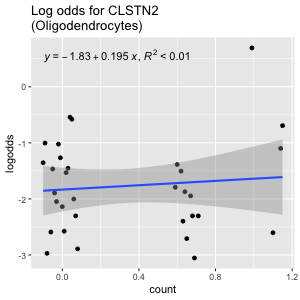 Log odds for CLSTN2
(Oligodendrocytes)
y = −1.83 + 0.195 x, R² < 0.01
logodds
0
-1
-2
-3
0.0 0.4 0.8 1.2
count